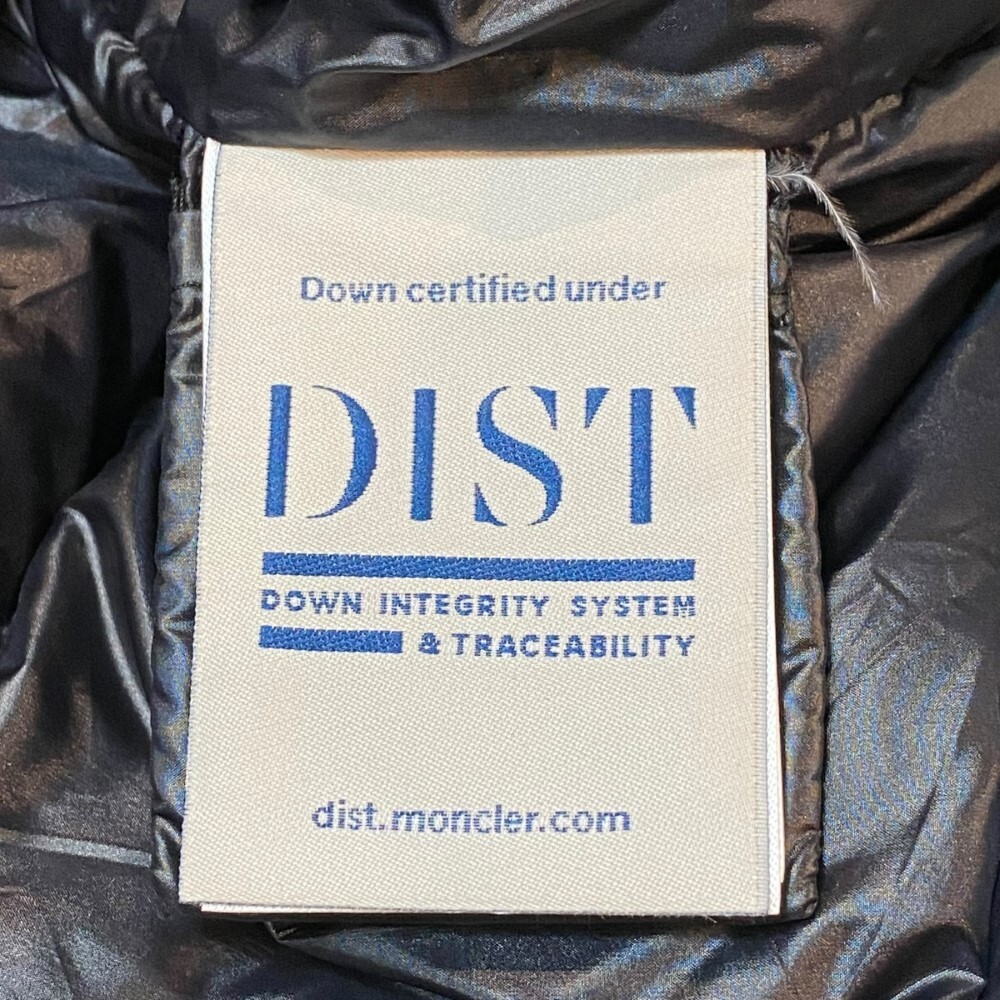 Down certified under
DIST
DOWN INTEGRITY SYSTEM
& TRACEABILITY
dist.moncler.com